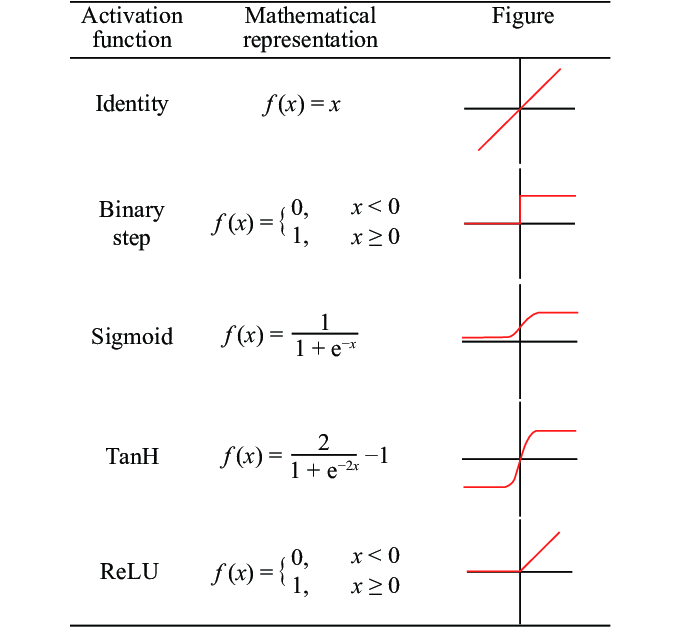 Activation function Mathematical representation Figure
Identity f(x) = x
Binary step f(x) = { 0, x < 0
1, x ≥ 0
Sigmoid f(x) = 1 / 1 + e^−x
TanH f(x) = 2 / 1 + e^−2x −1
ReLU f(x) = { 0, x < 0
1, x ≥ 0